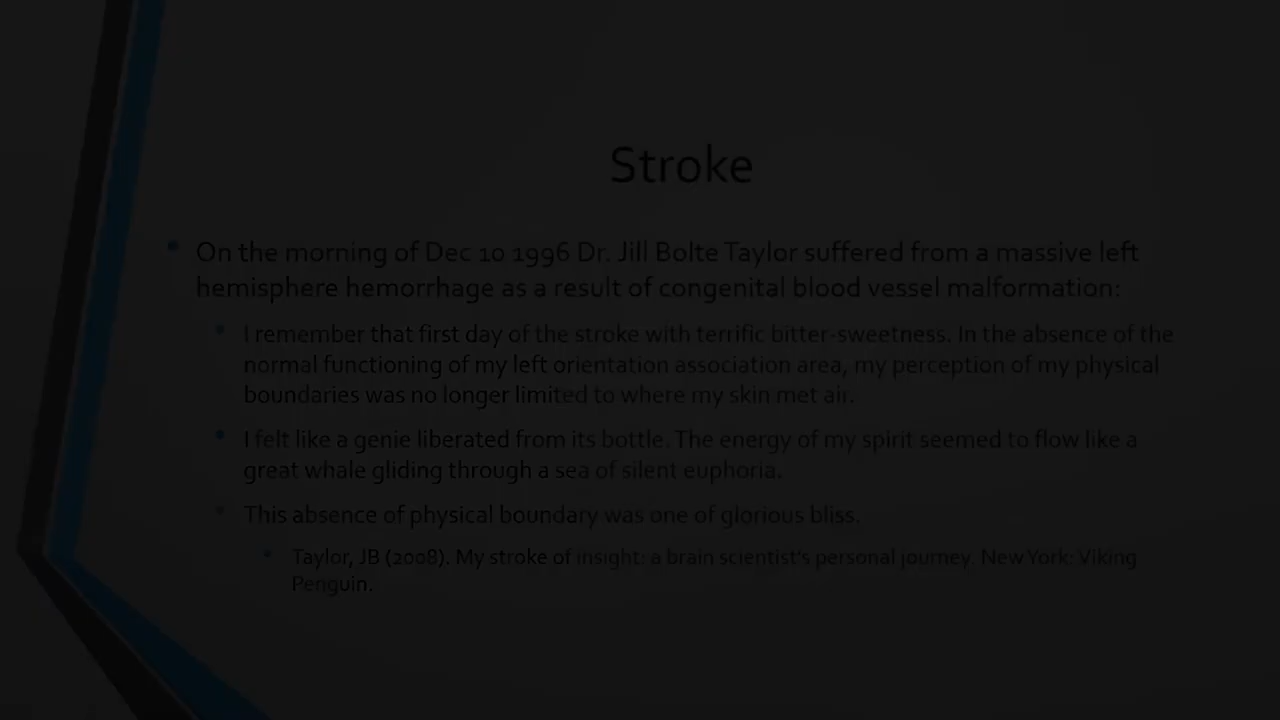 Stroke
On the morning of Dec 10 1996 Dr. Jill Bolte Taylor suffered from a massive left
hemisphere hemorrhage as a result of congenital blood vessel malformation:
I remember that first day of the stroke with terrific bitter-sweetness. In the absence of the
normal functioning of my left orientation association area, my perception of my physical
boundaries was no longer limited to where my skin met air.
I felt like a genie liberated from its bottle. The energy of my spirit seemed to flow like a
great whale gliding through a sea of silent euphoria.
This absence of physical boundary was one of glorious bliss.
Taylor, JB (2008). My stroke of insight: a brain scientist's personal journey. New York: Viking
Penguin.